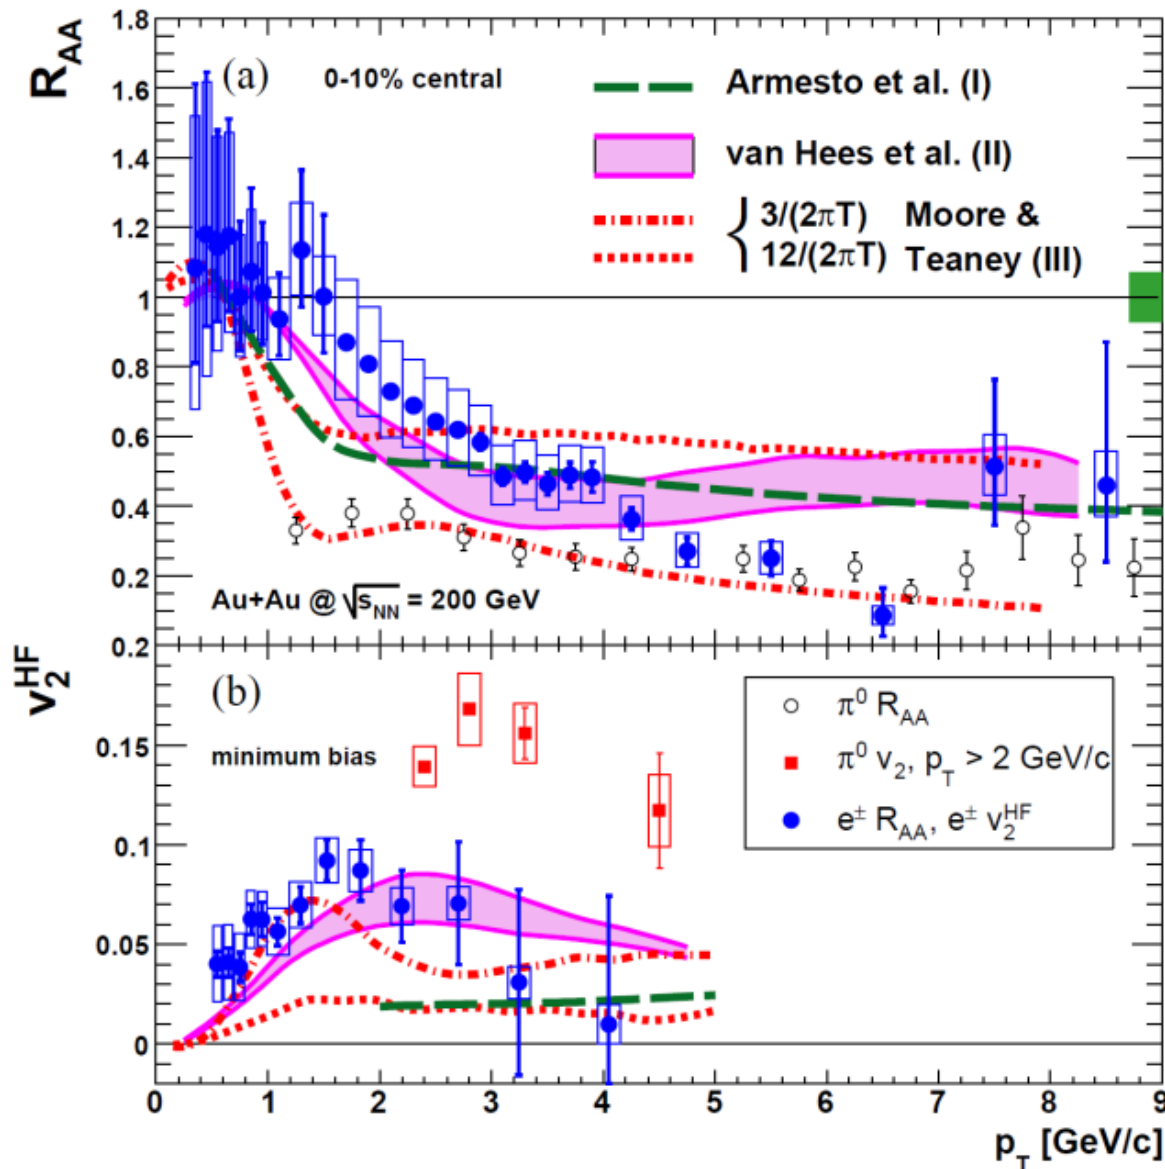 R_AA
1.8
1.6
1.4
1.2
1
0.8
0.6
0.4
0.2
(a)
0-10% central
Armesto et al. (I)
van Hees et al. (II)
3/(2πT)
12/(2πT)
Moore &
Teaney (III)
Au+Au @ √s_NN = 200 GeV
v_2^HF
0.2
0.15
0.1
0.05
0
(b)
minimum bias
π⁰ R_AA
π⁰ v_2, p_T > 2 GeV/c
e± R_AA, e± v_2^HF
0 1 2 3 4 5 6 7 8 9
p_T [GeV/c]